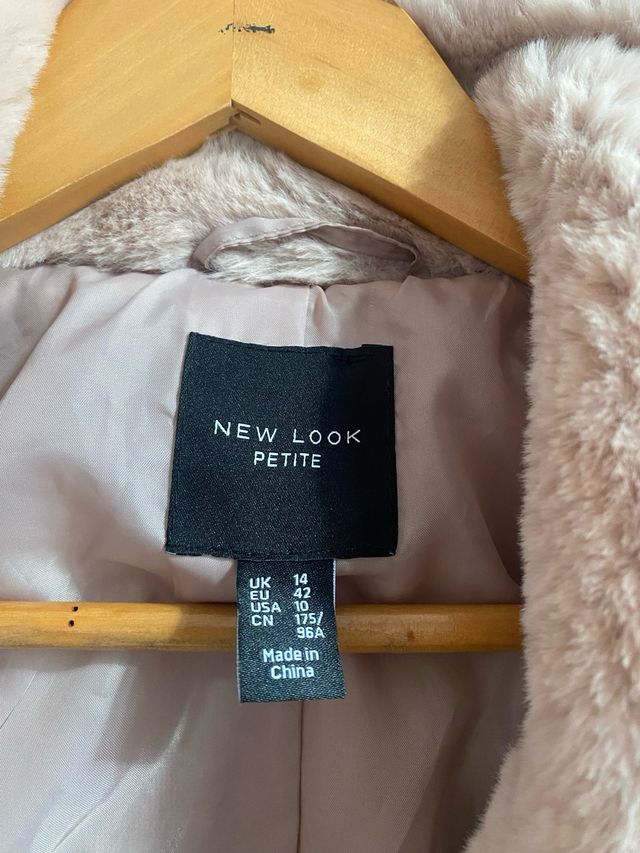 NEW LOOK
PETITE
UK 14
EU 42
USA 10
CN 175/
96A
Made in
China